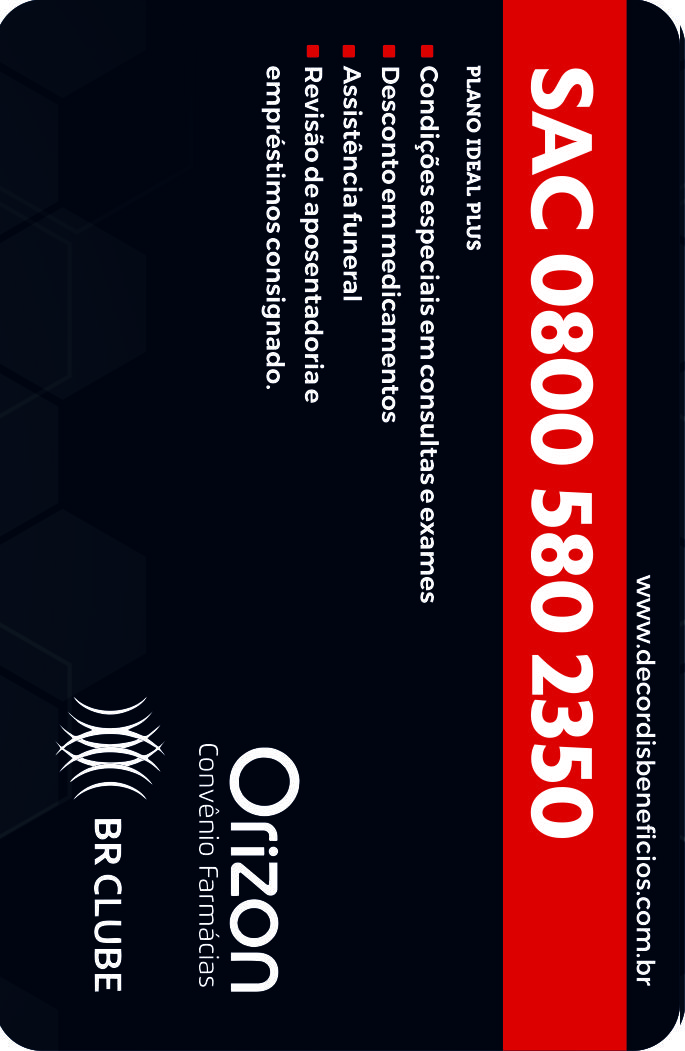 www.decordisbeneficios.com.br
SAC 0800 580 2350
PLANO IDEAL PLUS
Condições especiais em consultas e exames
Desconto em medicamentos
Assistência funeral
Revisão de aposentadoria e
empréstimos consignado.
Orizon
Convênio Farmácias
BR CLUBE